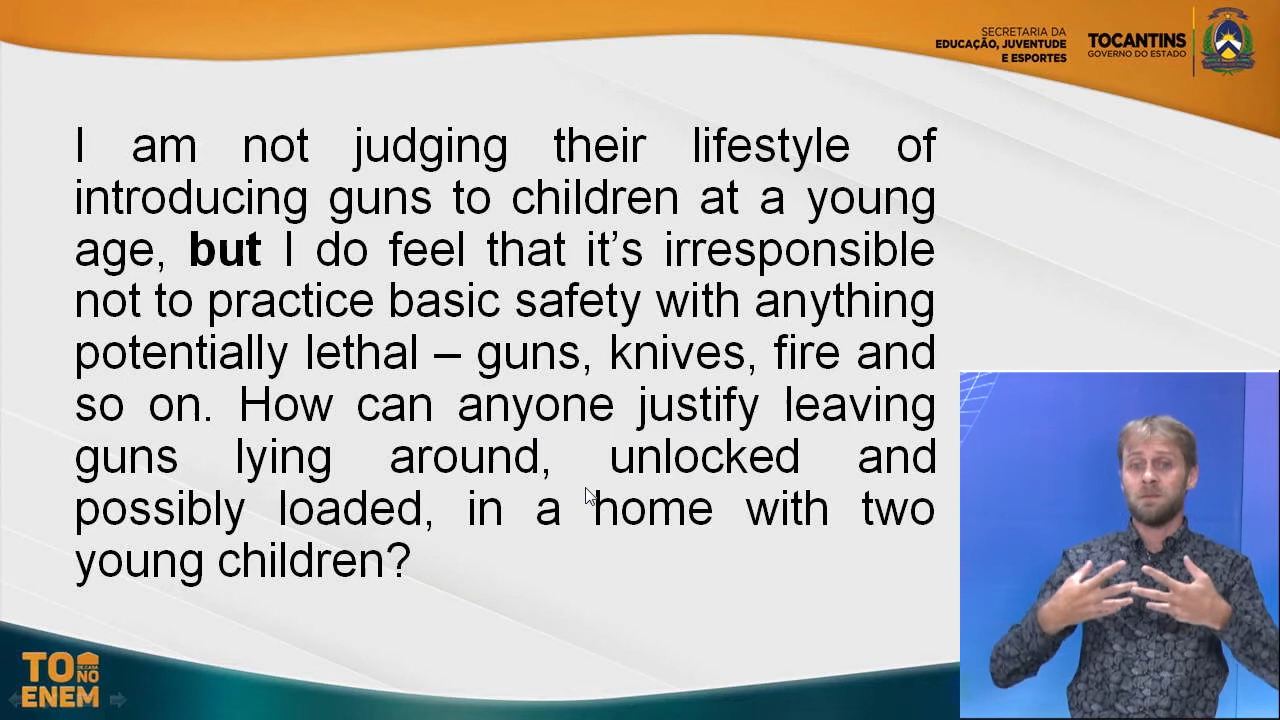 SECRETARIA DA
EDUCAÇÃO, JUVENTUDE
E ESPORTES
TOCANTINS
GOVERNO DO ESTADO
I am not judging their lifestyle of
introducing guns to children at a young
age, but I do feel that it’s irresponsible
not to practice basic safety with anything
potentially lethal – guns, knives, fire and
so on. How can anyone justify leaving
guns lying around, unlocked and
possibly loaded, in a home with two
young children?
TO DE CASA
NO
ENEM